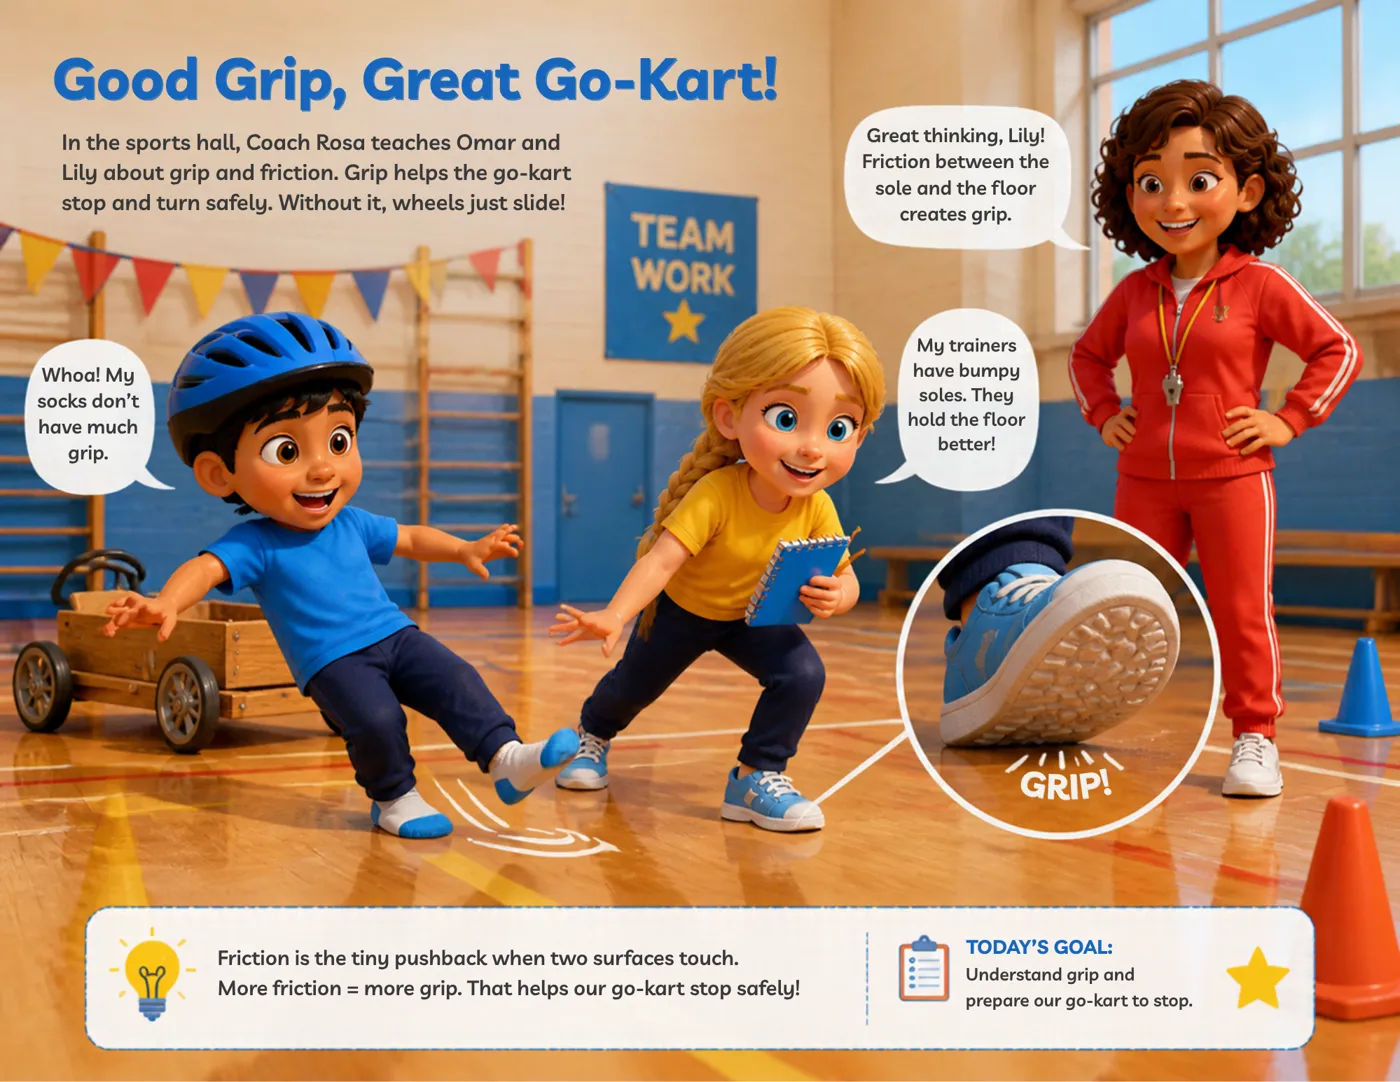 Good Grip, Great Go-Kart!
In the sports hall, Coach Rosa teaches Omar and
Lily about grip and friction. Grip helps the go-kart
stop and turn safely. Without it, wheels just slide!
Great thinking, Lily!
Friction between the
sole and the floor
creates grip.
TEAM
WORK
Whoa! My
socks don't
have much
grip.
My trainers
have bumpy
soles. They
hold the floor
better!
GRIP!
Friction is the tiny pushback when two surfaces touch.
More friction = more grip. That helps our go-kart stop safely!
TODAY'S GOAL:
Understand grip and
prepare our go-kart to stop.